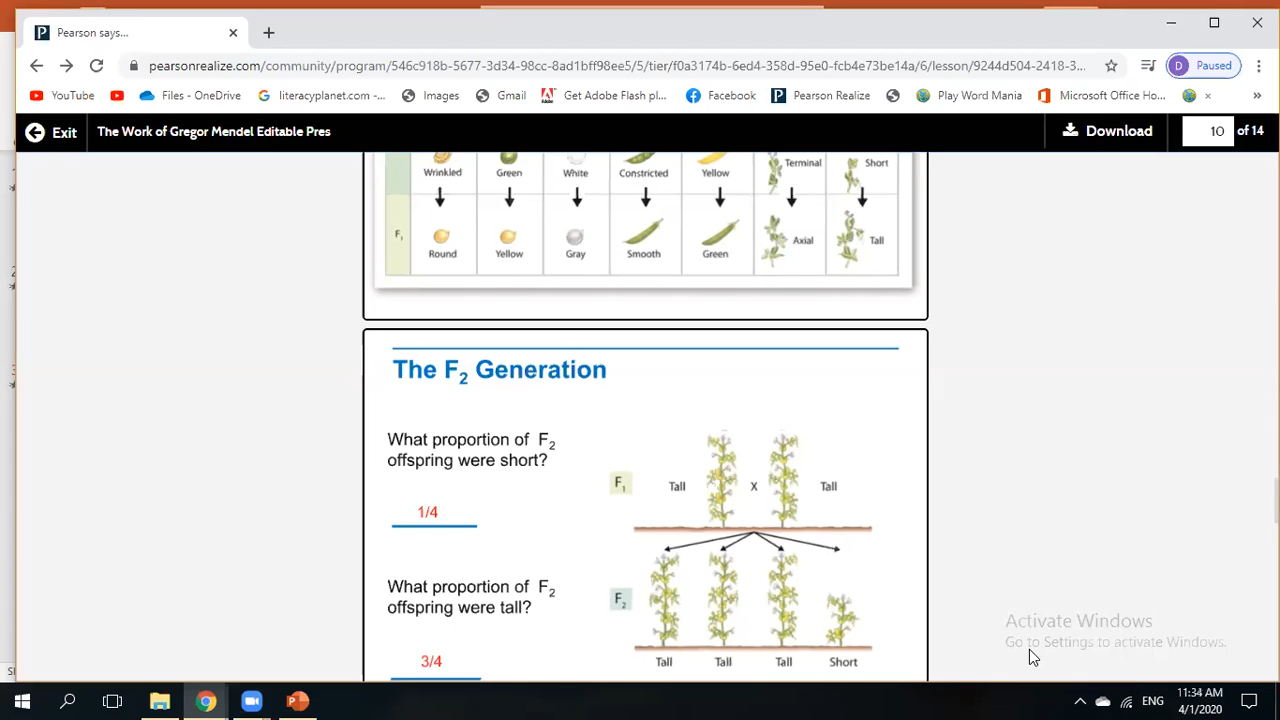 Pearson says...
pearsonrealize.com/community/program/546c918b-5677-3d34-98cc-8ad1bff98ee5/5/tier/f0a3174b-6ed4-358d-95e0-fcb4e73be14a/6/lesson/9244d504-2418-3...
D Paused
YouTube Files - OneDrive literacyplanet.com -... Images Gmail Get Adobe Flash pl... Facebook Pearson Realize Play Word Mania Microsoft Office Ho... »
Exit The Work of Gregor Mendel Editable Pres Download 10 of 14
Wrinkled Green White Constricted Yellow Terminal Short
F1 Round Yellow Gray Smooth Green Axial Tall
The F2 Generation
What proportion of F2
offspring were short?
1/4
F1 Tall X Tall
What proportion of F2
offspring were tall?
3/4
F2
Tall Tall Tall Short
Activate Windows
Go to Settings to activate Windows.
ENG
11:34 AM
4/1/2020